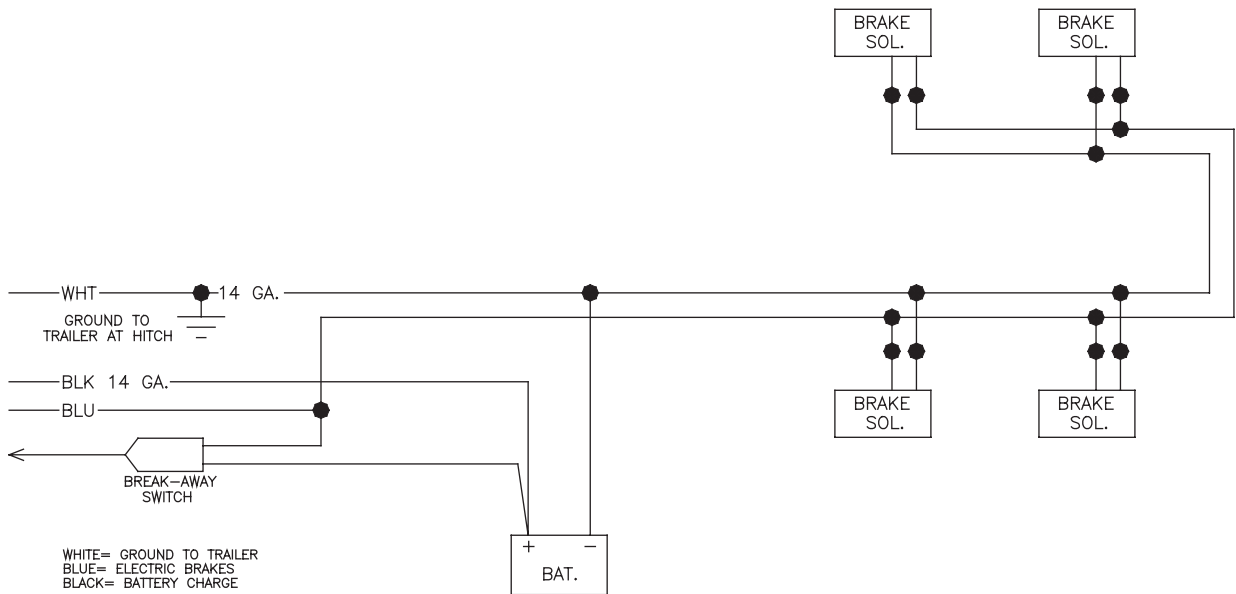 BRAKE
SOL.
BRAKE
SOL.
WHT
14 GA.
GROUND TO
TRAILER AT HITCH
BLK 14 GA.
BLU
BRAKE
SOL.
BRAKE
SOL.
BREAK-AWAY
SWITCH
+ -
BAT.
WHITE= GROUND TO TRAILER
BLUE= ELECTRIC BRAKES
BLACK= BATTERY CHARGE